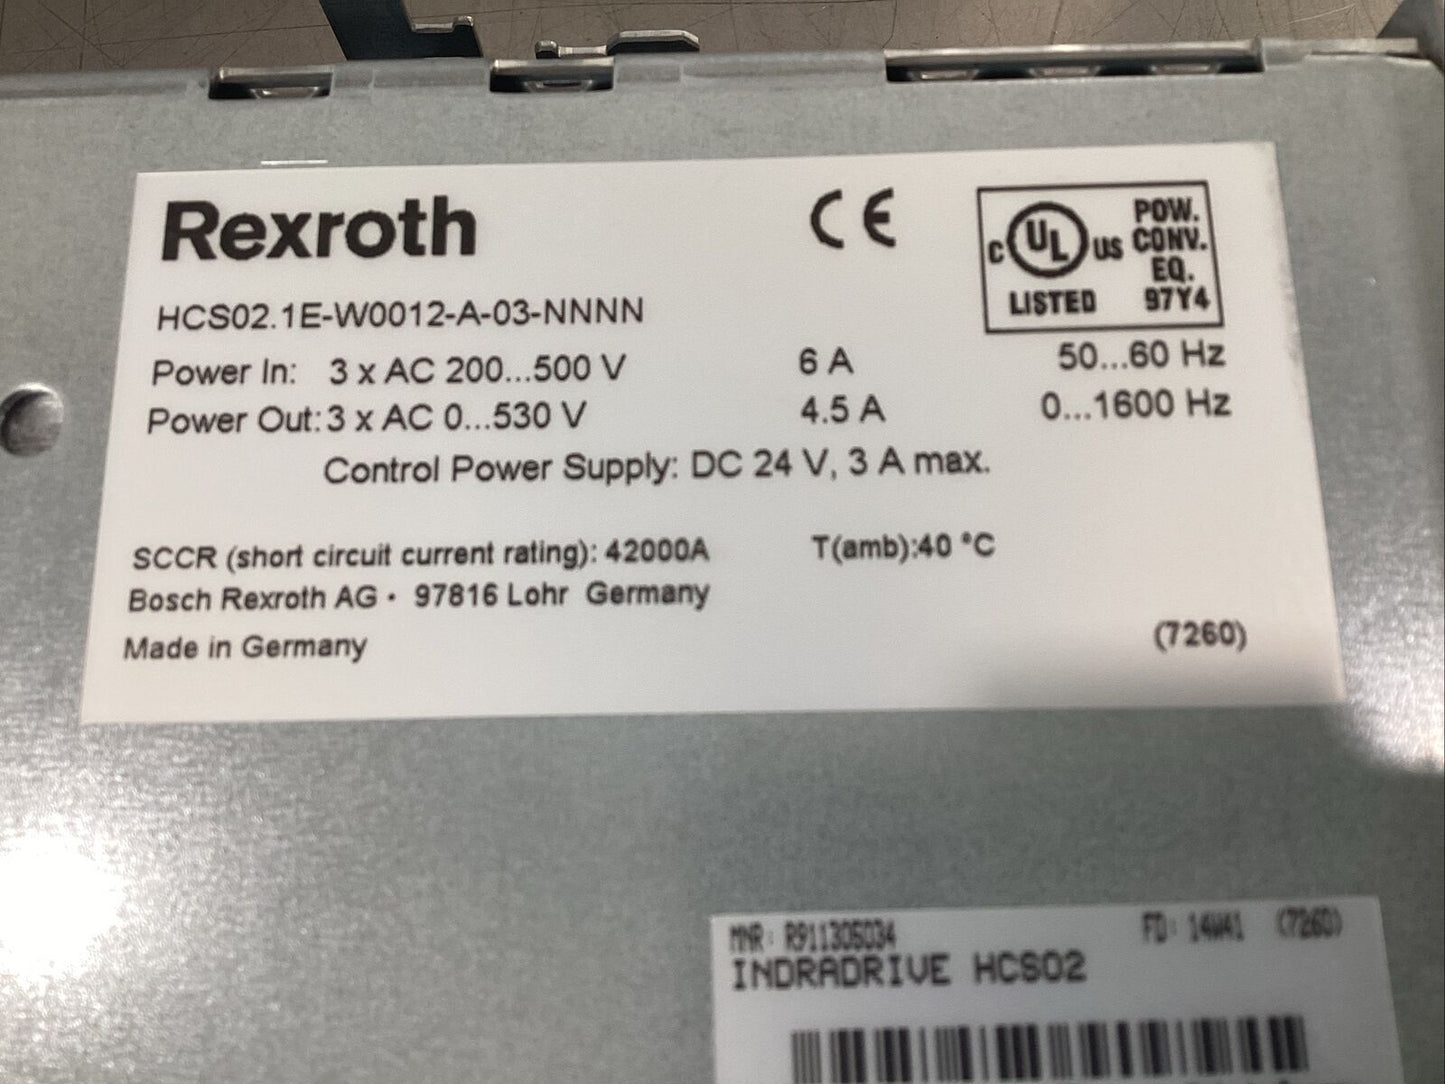 Rexroth
CE
C UL US
LISTED
POW.
CONV.
EQ.
97Y4
HCS02.1E-W0012-A-03-NNNN
Power In: 3 x AC 200...500 V 6 A 50...60 Hz
Power Out: 3 x AC 0...530 V 4.5 A 0...1600 Hz
Control Power Supply: DC 24 V, 3 A max.
SCCR (short circuit current rating): 42000A T(amb):40 °C
Bosch Rexroth AG • 97816 Lohr Germany
Made in Germany (7260)
MNR: R911305034 FD: 14W41 (7260)
INDRADRIVE HCS02